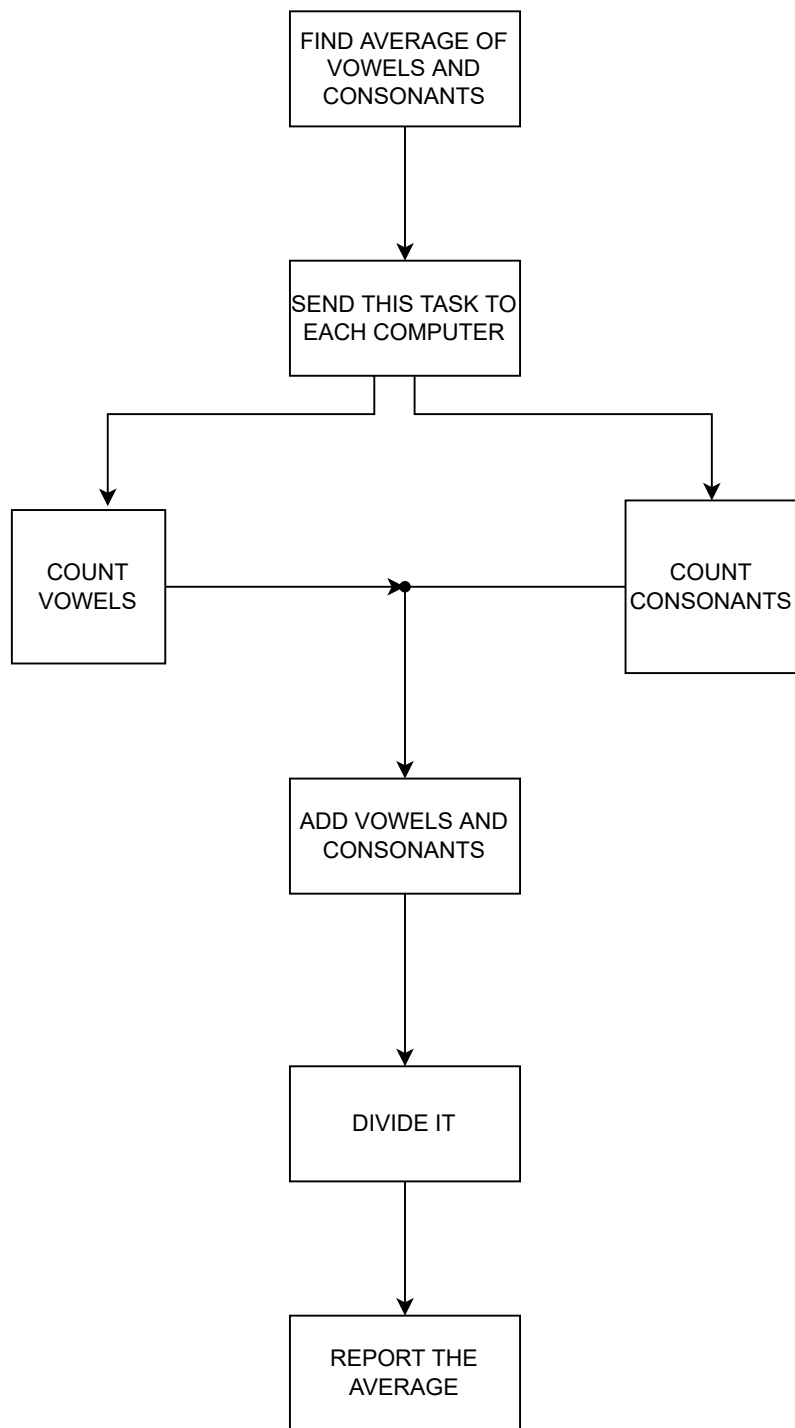 FIND AVERAGE OF
VOWELS AND
CONSONANTS
SEND THIS TASK TO
EACH COMPUTER
COUNT
VOWELS
COUNT
CONSONANTS
ADD VOWELS AND
CONSONANTS
DIVIDE IT
REPORT THE
AVERAGE